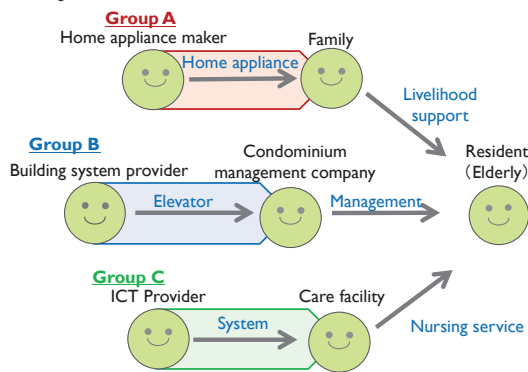 Group A
Home appliance maker
Family
Home appliance
Livelihood
support
Group B
Building system provider
Condominium
management company
Resident
(Elderly)
Elevator
Management
Group C
ICT Provider
Care facility
System
Nursing service